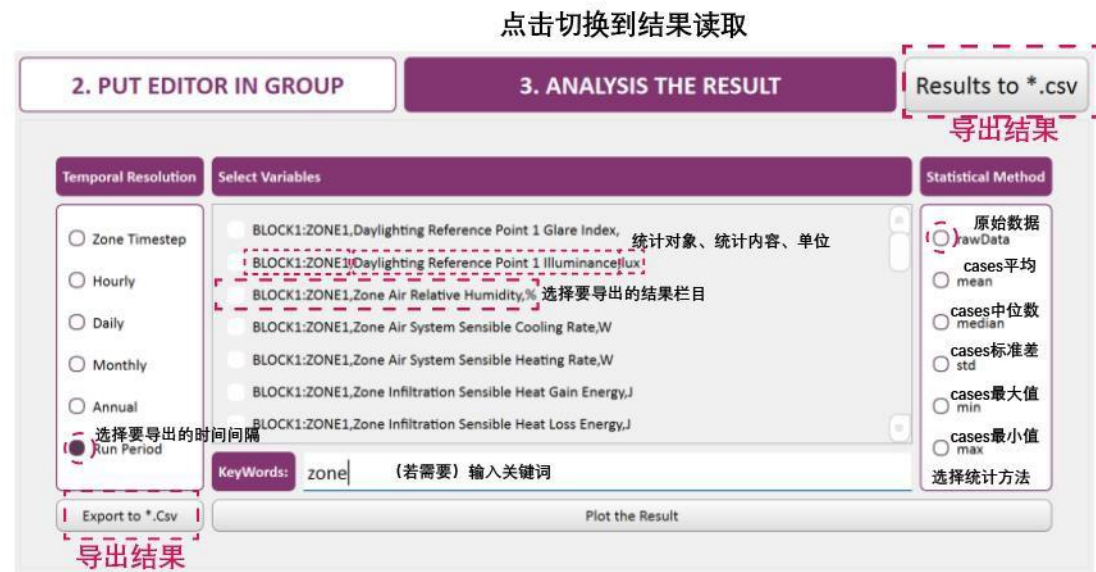 点击切换到结果读取
2. PUT EDITOR IN GROUP
3. ANALYSIS THE RESULT
Results to *.csv
导出结果
Temporal Resolution
Select Variables
Statistical Method
Zone Timestep
Hourly
Daily
Monthly
Annual
选择要导出的时间间隔
Run Period
BLOCK1:ZONE1,Daylighting Reference Point 1 Glare Index,
统计对象、统计内容、单位
BLOCK1:ZONE1,Daylighting Reference Point 1 Illuminance,lux
BLOCK1:ZONE1,Zone Air Relative Humidity,% 选择要导出的结果栏目
BLOCK1:ZONE1,Zone Air System Sensible Cooling Rate,W
BLOCK1:ZONE1,Zone Air System Sensible Heating Rate,W
BLOCK1:ZONE1,Zone Infiltration Sensible Heat Gain Energy,J
BLOCK1:ZONE1,Zone Infiltration Sensible Heat Loss Energy,J
原始数据
rawData
cases平均
mean
cases中位数
median
cases标准差
std
cases最大值
min
cases最小值
max
选择统计方法
KeyWords: zone （若需要）输入关键词
Export to *.Csv
Plot the Result
导出结果